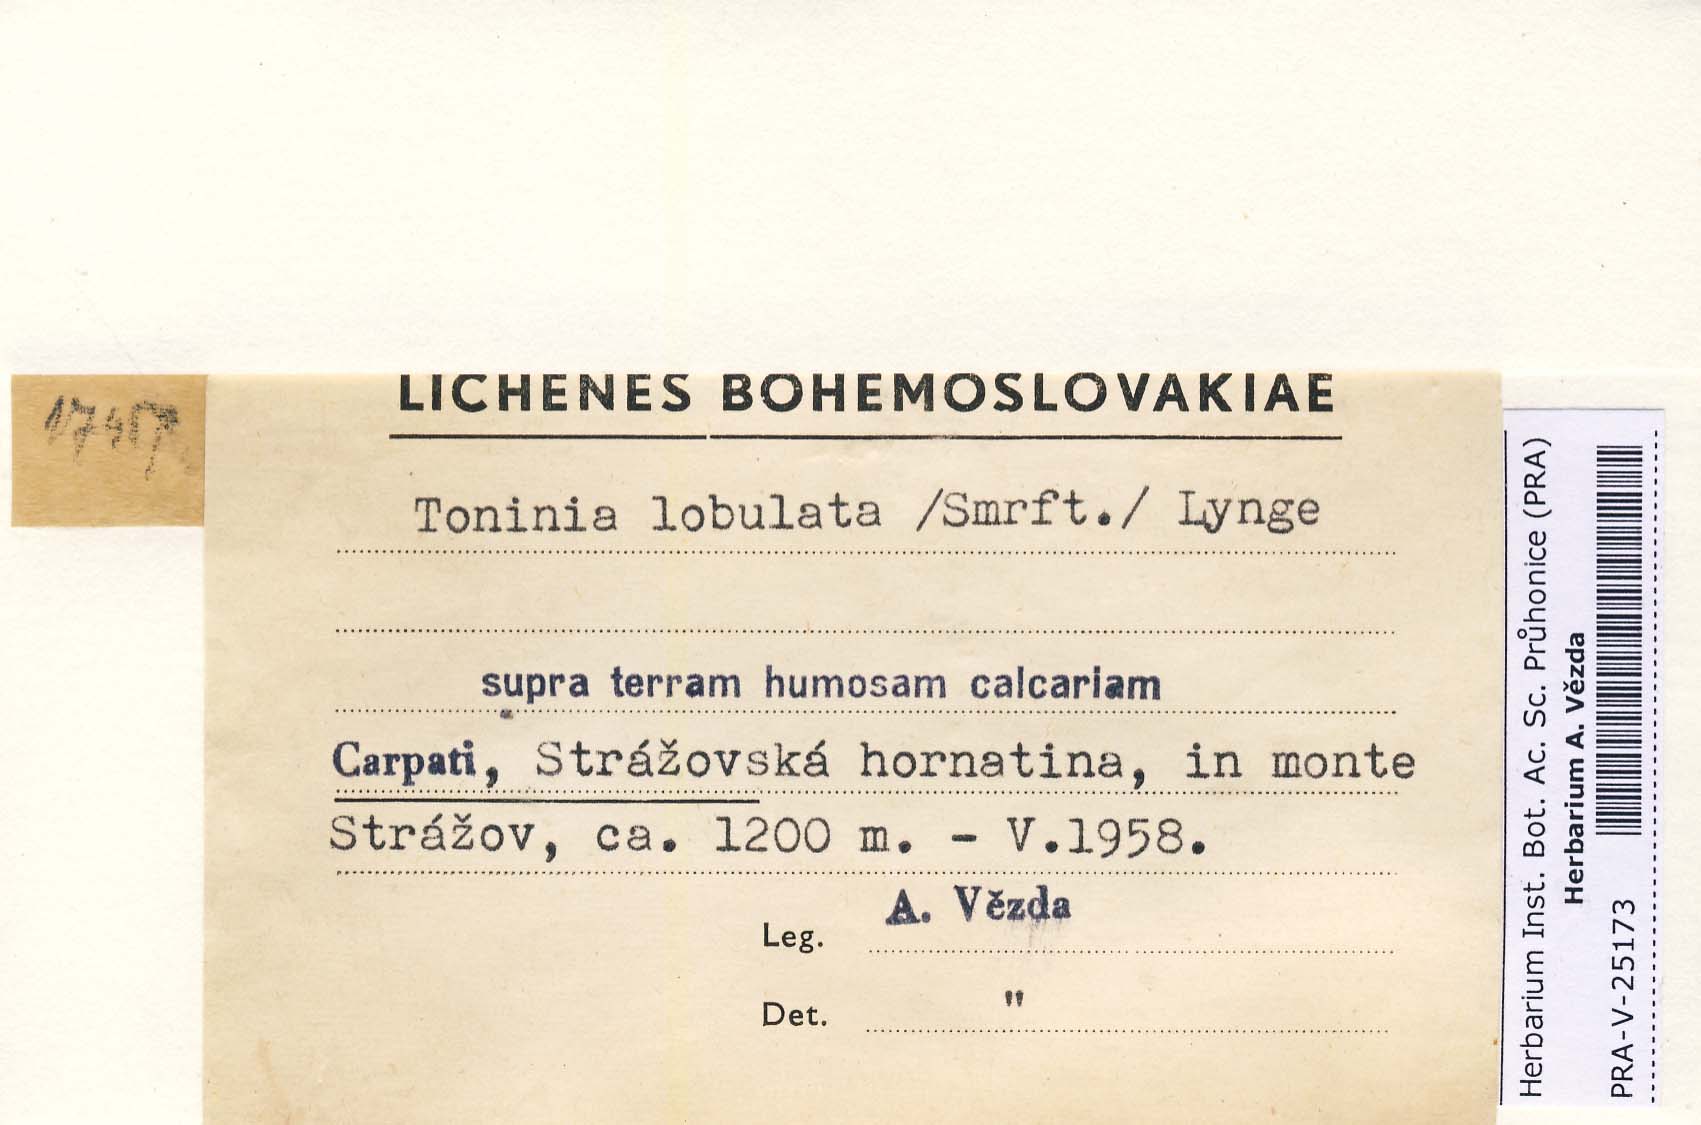 LICHENES BOHEMOSLOVAKIAE
Toninia lobulata /Smrft./ Lynge
supra terram humosam calcariam
Carpati, Strážovská hornatina, in monte
Strážov, ca. 1200 m. - V.1958.
Leg. A. Vězda
Det. "
Herbarium Inst. Bot. Ac. Sc. Průhonice (PRA)
Herbarium A. Vězda
PRA-V-25173